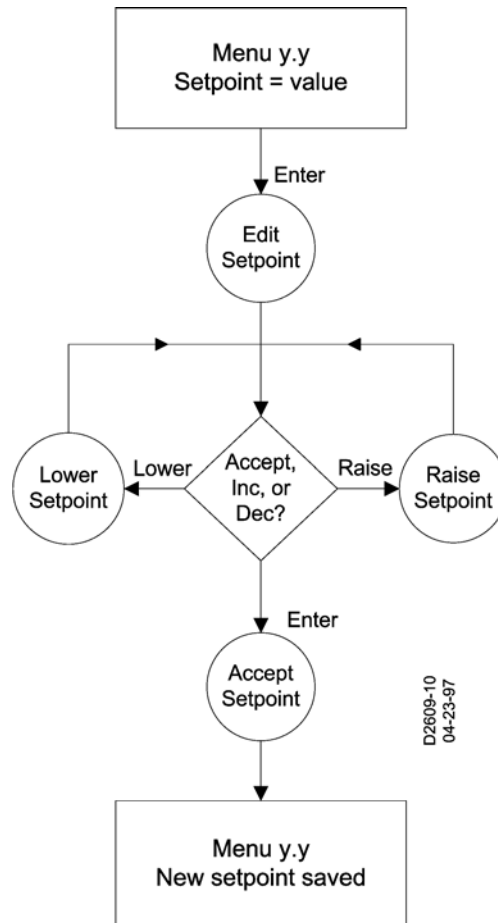 Menu y.y
Setpoint = value
Enter
Edit
Setpoint
Lower
Setpoint
Lower
Accept,
Inc, or
Dec?
Raise
Raise
Setpoint
Enter
Accept
Setpoint
D2609-10
04-23-97
Menu y.y
New setpoint saved